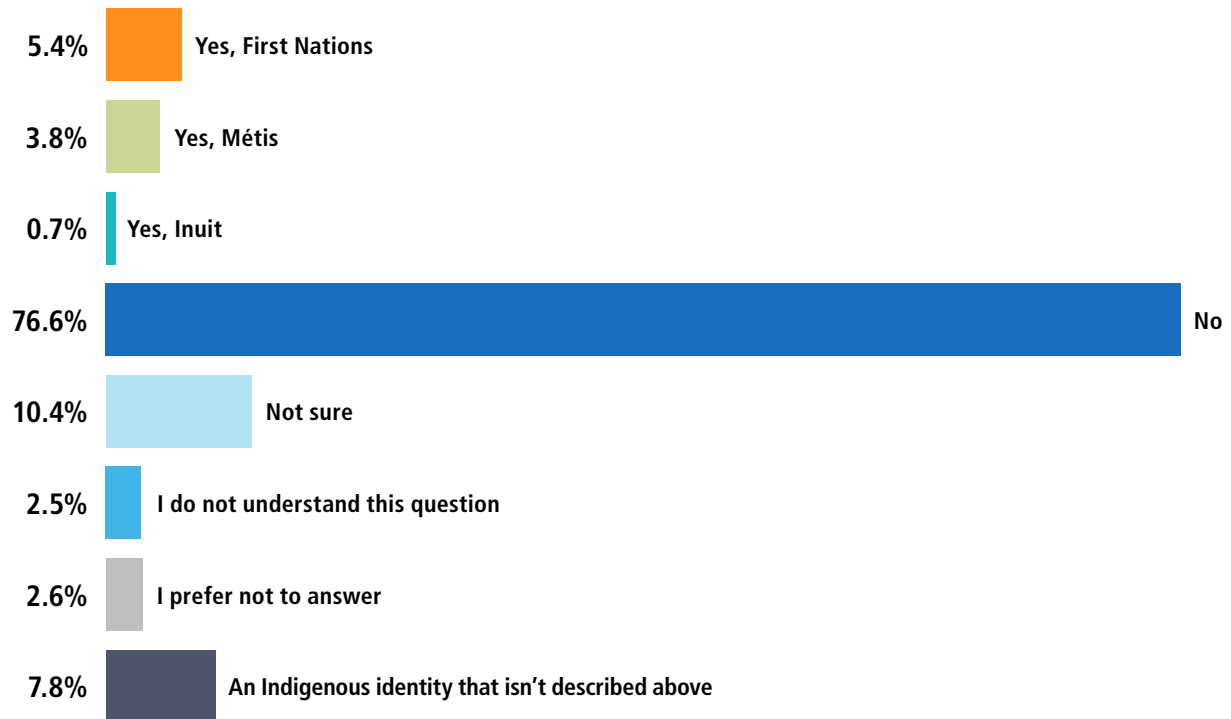 5.4% Yes, First Nations
3.8% Yes, Métis
0.7% Yes, Inuit
76.6% No
10.4% Not sure
2.5% I do not understand this question
2.6% I prefer not to answer
7.8% An Indigenous identity that isn’t described above